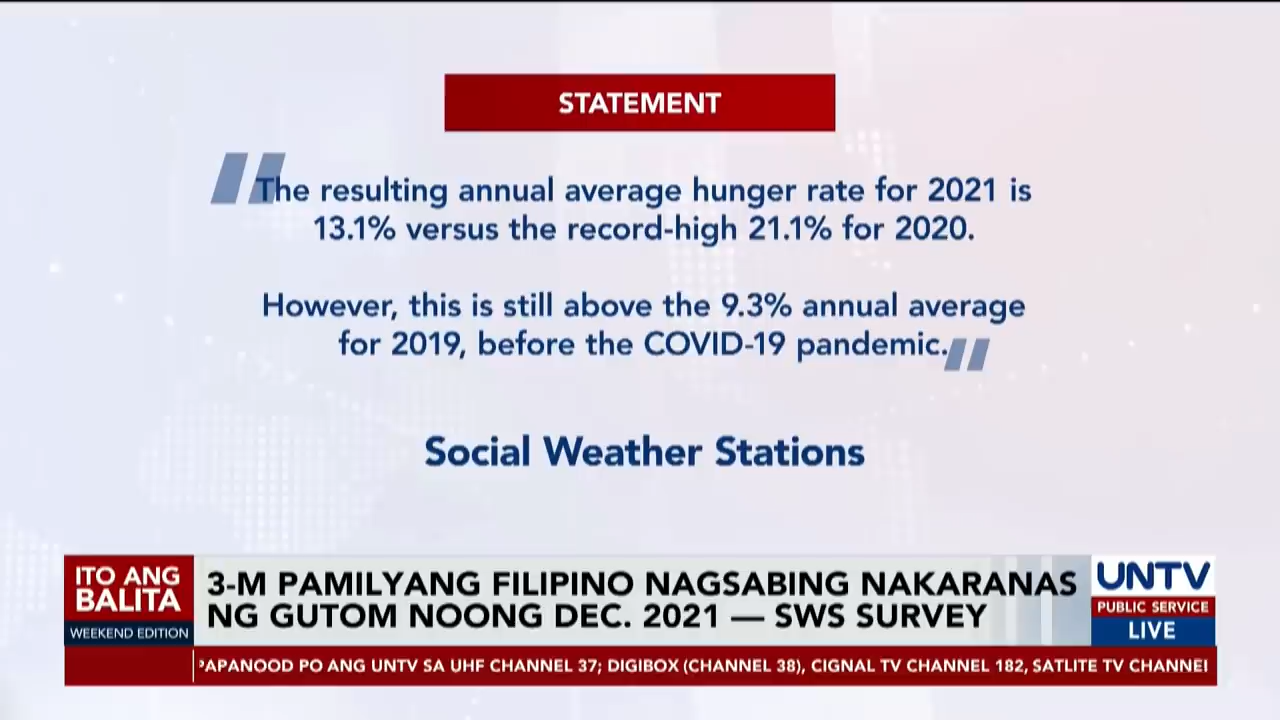 STATEMENT
The resulting annual average hunger rate for 2021 is
13.1% versus the record-high 21.1% for 2020.
However, this is still above the 9.3% annual average
for 2019, before the COVID-19 pandemic.
Social Weather Stations
ITO ANG
BALITA
WEEKEND EDITION
3-M PAMILYANG FILIPINO NAGSABING NAKARANAS
NG GUTOM NOONG DEC. 2021 — SWS SURVEY
UNTV
PUBLIC SERVICE
LIVE
PAPANOOD PO ANG UNTV SA UHF CHANNEL 37; DIGIBOX (CHANNEL 38), CIGNAL TV CHANNEL 182, SATLITE TV CHANNEL